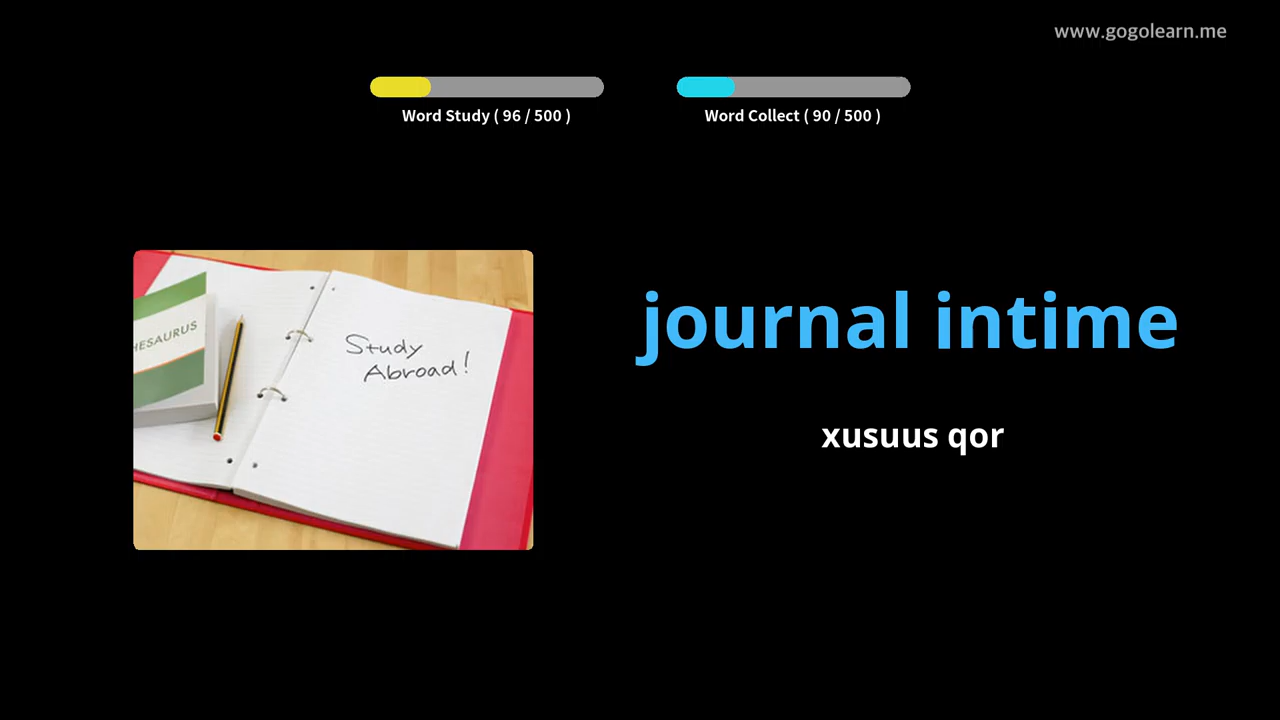 www.gogolearn.me
Word Study ( 96 / 500 )
Word Collect ( 90 / 500 )
HESAURUS
Study
Abroad!
journal intime
xusuus qor